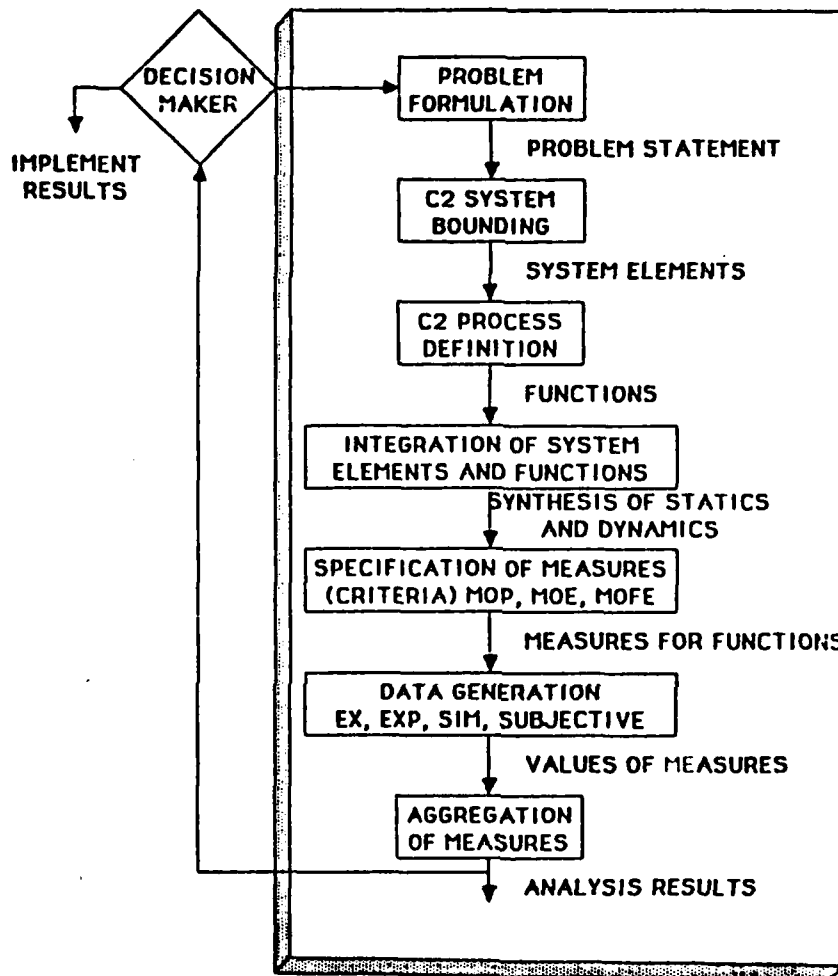 DECISION
MAKER
IMPLEMENT
RESULTS
PROBLEM
FORMULATION
PROBLEM STATEMENT
C2 SYSTEM
BOUNDING
SYSTEM ELEMENTS
C2 PROCESS
DEFINITION
FUNCTIONS
INTEGRATION OF SYSTEM
ELEMENTS AND FUNCTIONS
SYNTHESIS OF STATICS
AND DYNAMICS
SPECIFICATION OF MEASURES
(CRITERIA) MOP, MOE, MOFE
MEASURES FOR FUNCTIONS
DATA GENERATION
EX, EXP, SIM, SUBJECTIVE
VALUES OF MEASURES
AGGREGATION
OF MEASURES
ANALYSIS RESULTS